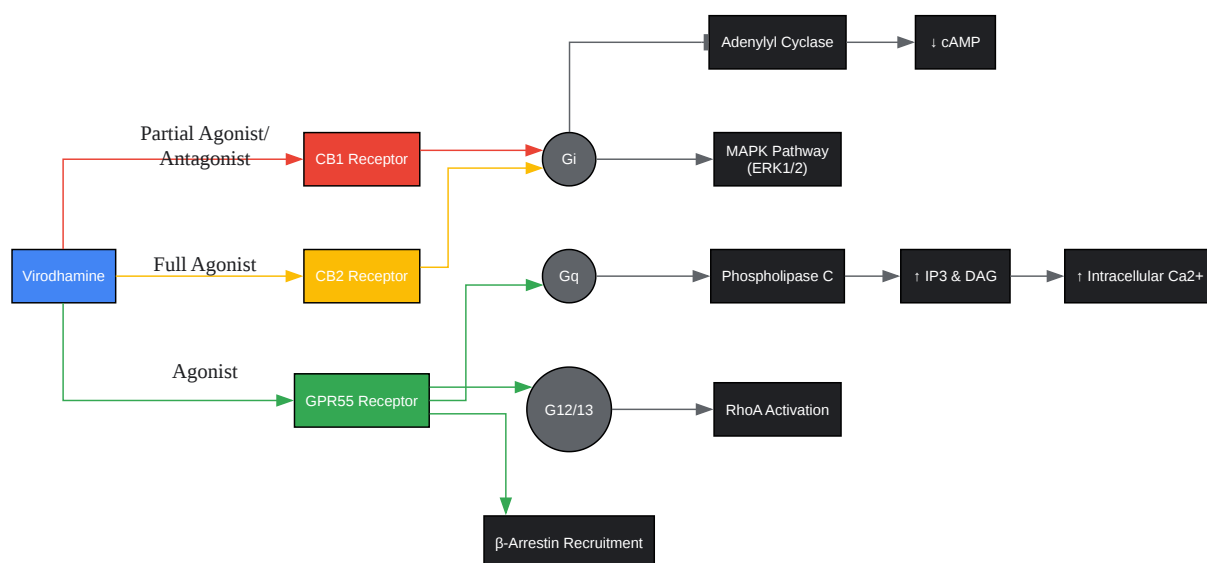 Adenylyl Cyclase
↓ cAMP
Partial Agonist/
Antagonist
CB1 Receptor
Gi
MAPK Pathway
(ERK1/2)
Virodhamine
Full Agonist
CB2 Receptor
Gq
Phospholipase C
↑ IP3 & DAG
↑ Intracellular Ca2+
Agonist
GPR55 Receptor
G12/13
RhoA Activation
β-Arrestin Recruitment